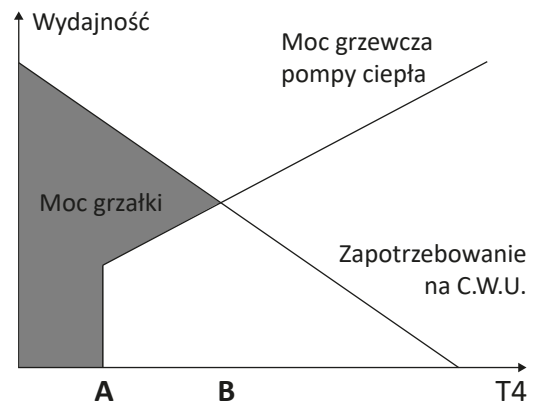 Wydajność
Moc grzewcza
pompy ciepła
Moc grzałki
Zapotrzebowanie
na C.W.U.
A
B
T4